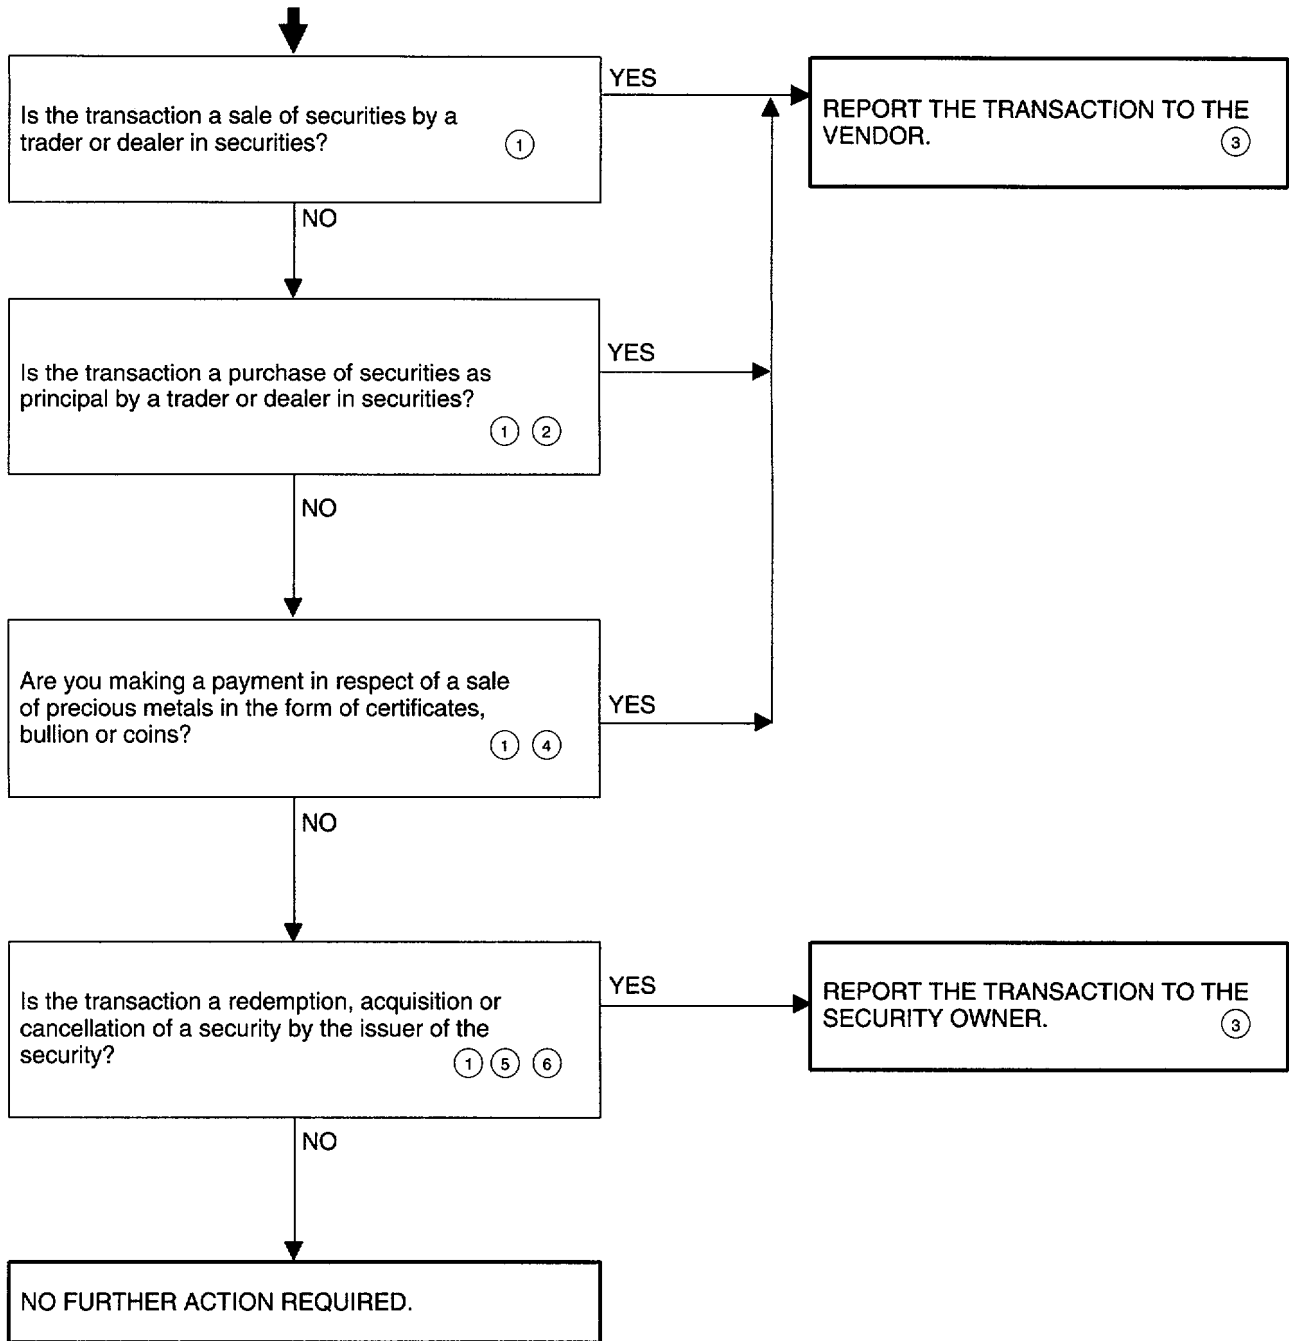 YES
Is the transaction a sale of securities by a
trader or dealer in securities?
1
REPORT THE TRANSACTION TO THE
VENDOR.
3
NO
YES
Is the transaction a purchase of securities as
principal by a trader or dealer in securities?
1 2
NO
Are you making a payment in respect of a sale
of precious metals in the form of certificates,
bullion or coins?
1 4
YES
NO
Is the transaction a redemption, acquisition or
cancellation of a security by the issuer of the
security?
1 5 6
YES
REPORT THE TRANSACTION TO THE
SECURITY OWNER.
3
NO
NO FURTHER ACTION REQUIRED.